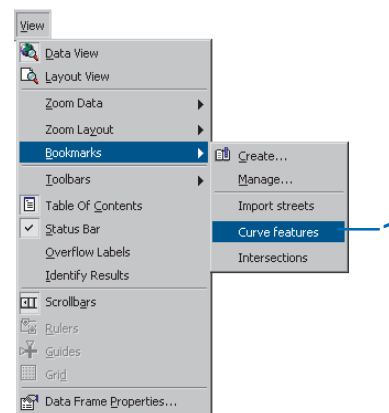 View
Data View
Layout View
Zoom Data
Zoom Layout
Bookmarks
Toolbars
Table Of Contents
Status Bar
Overflow Labels
Identify Results
Scrollbars
Rulers
Guides
Grid
Data Frame Properties...
Create...
Manage...
Import streets
Curve features
Intersections